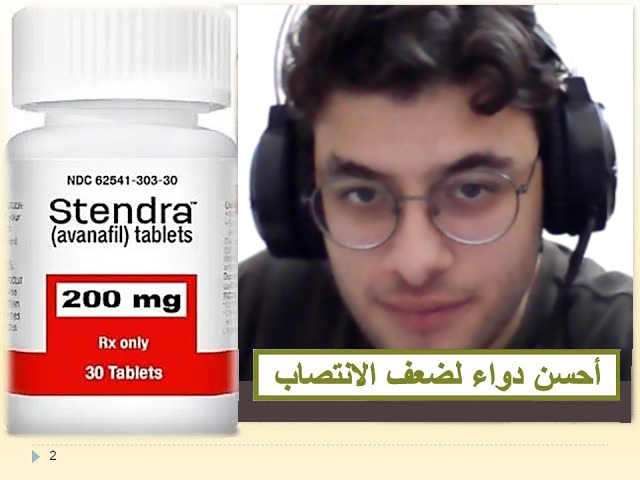 NDC 62541-303-30
Stendra™
(avanafil) tablets
200 mg
Rx only
30 Tablets
أحسن دواء لضعف الانتصاب
2